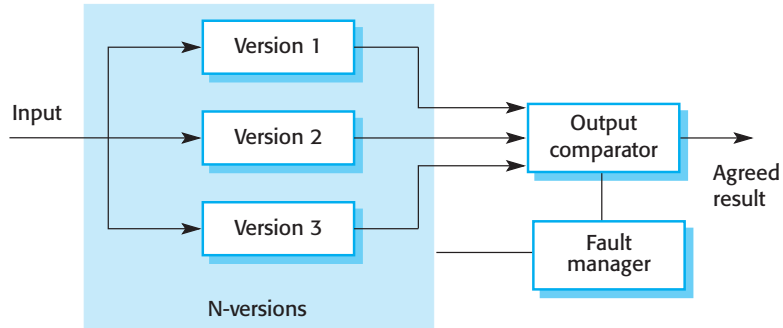 Version 1
Input
Version 2
Output
comparator
Agreed
result
Version 3
Fault
manager
N-versions